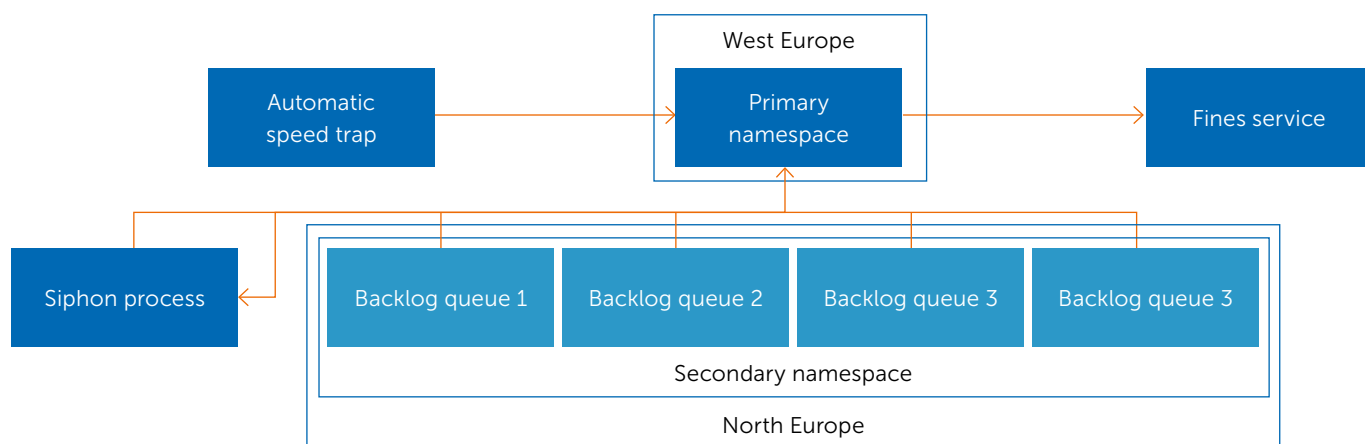 West Europe
Automatic
speed trap
Primary
namespace
Fines service
Siphon process
Backlog queue 1
Backlog queue 2
Backlog queue 3
Backlog queue 3
Secondary namespace
North Europe